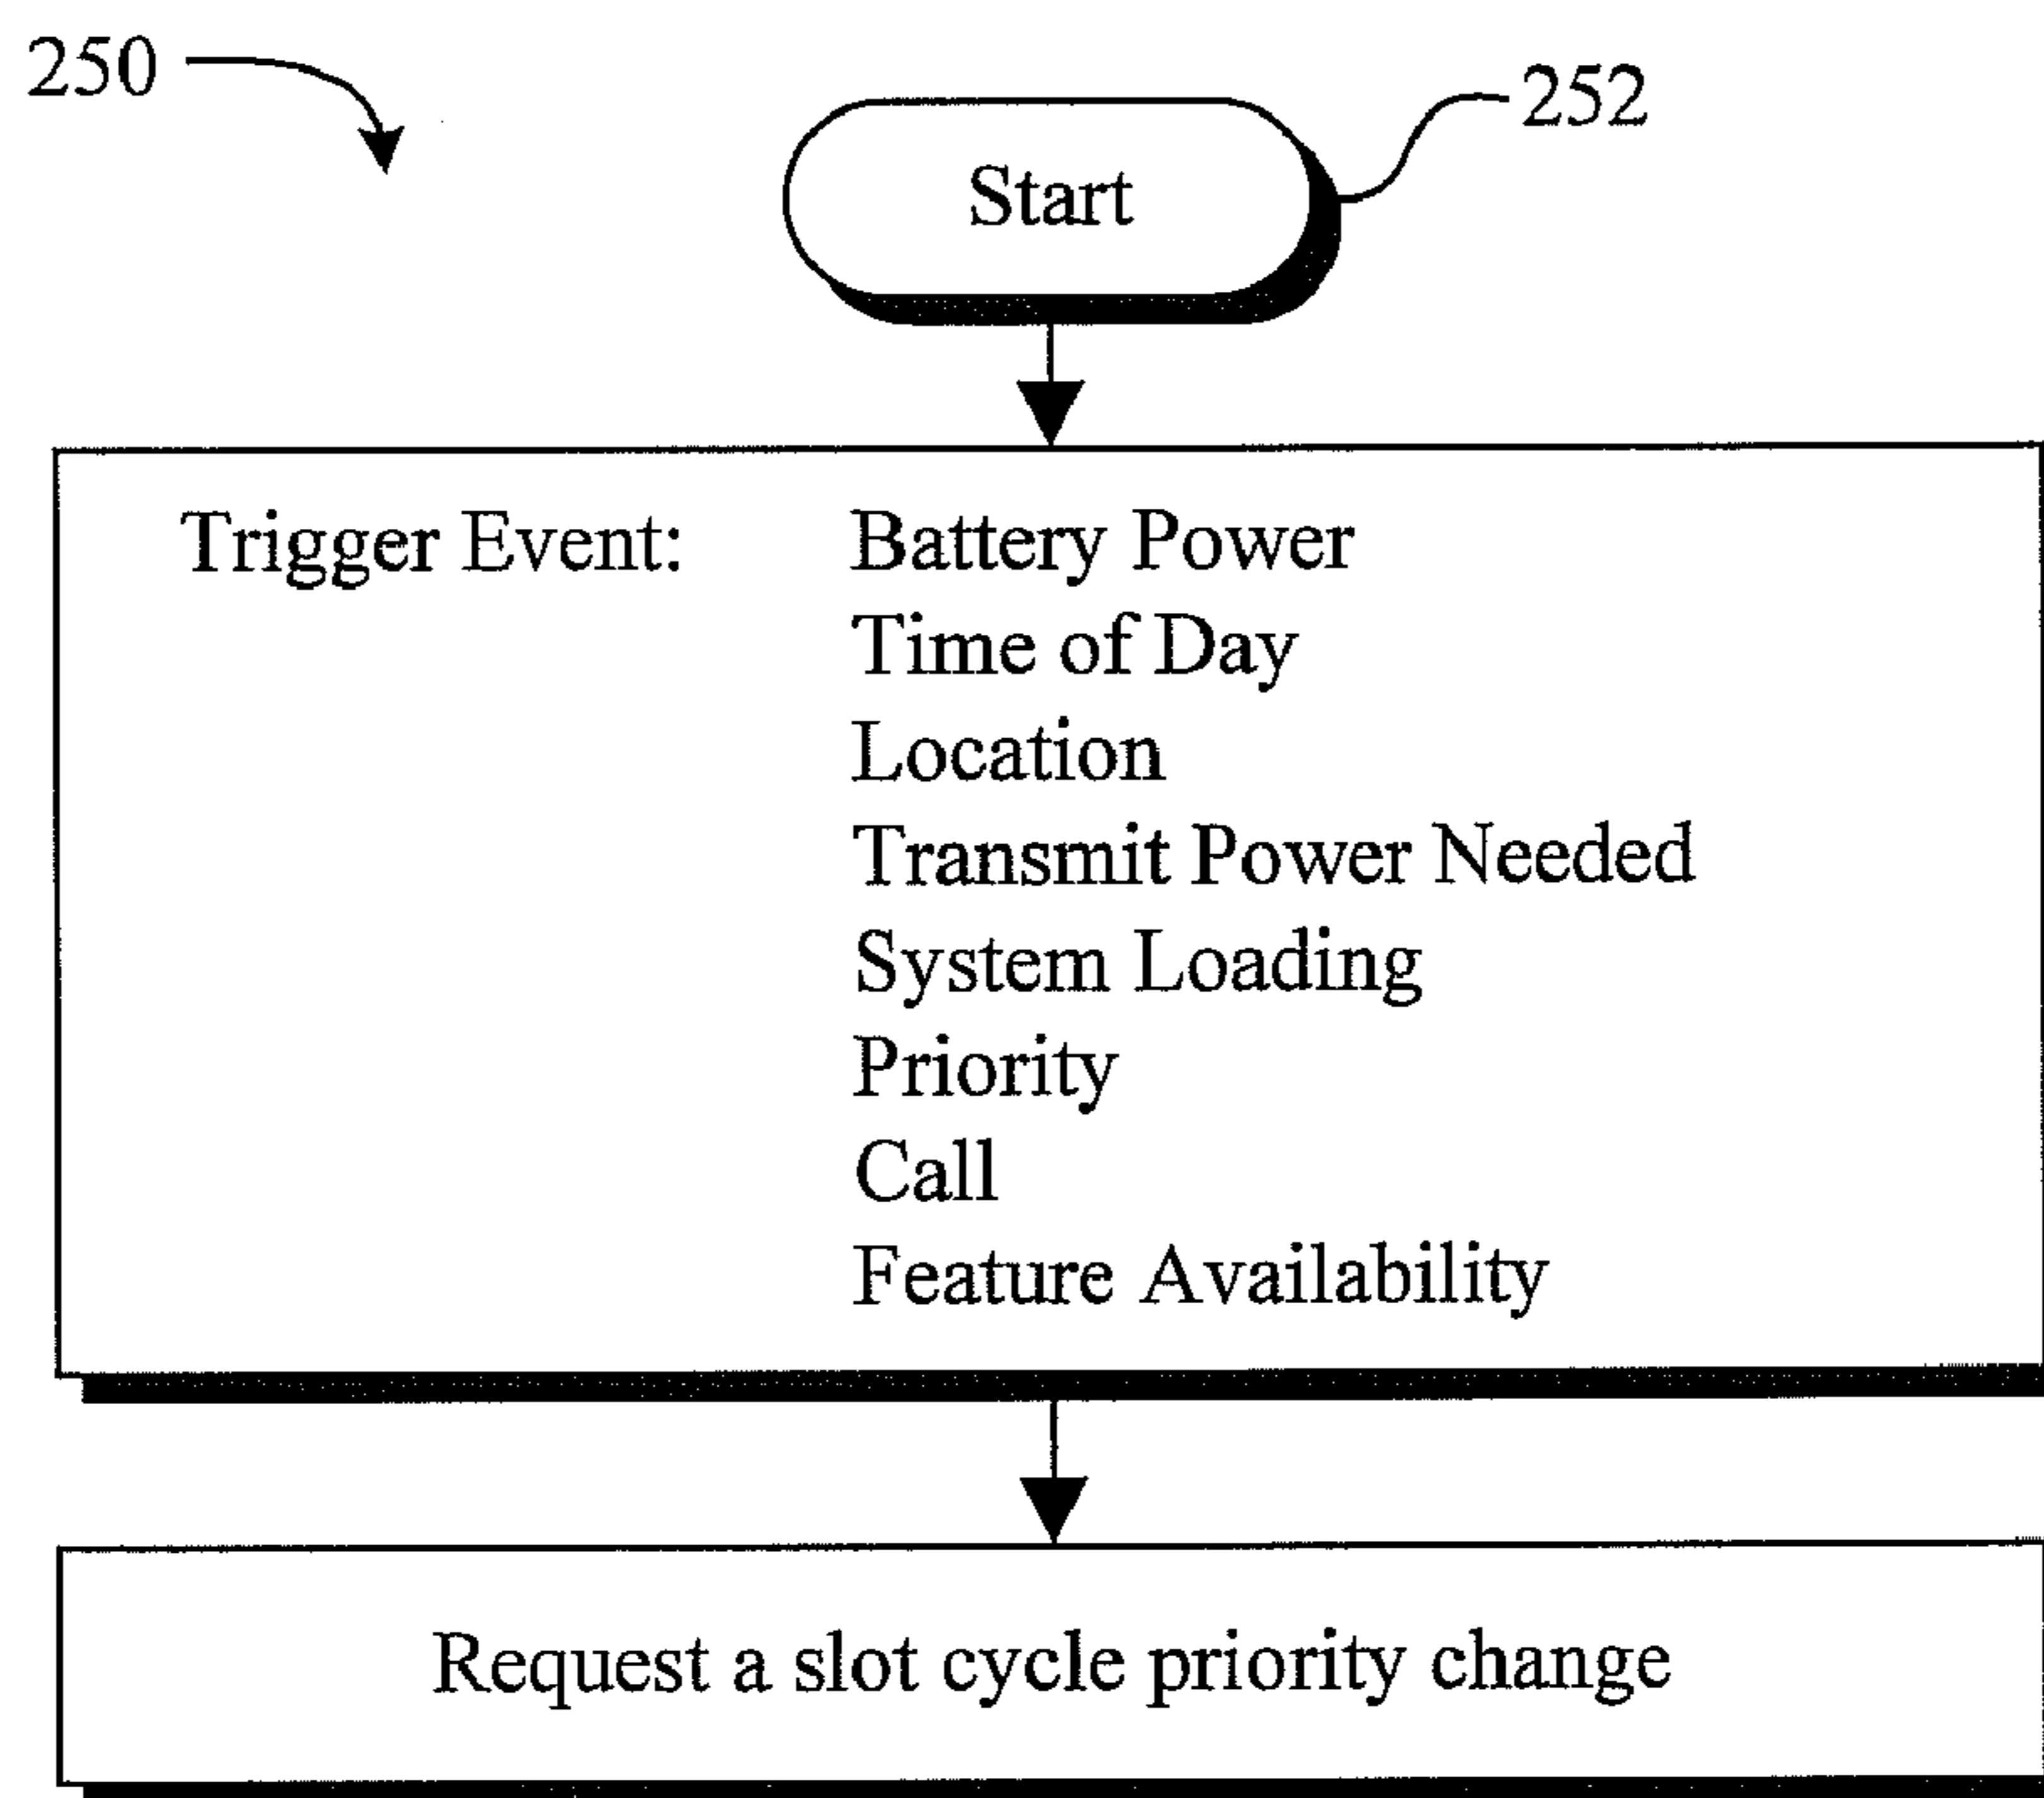 250
252
Start
Trigger Event: Battery Power
Time of Day
Location
Transmit Power Needed
System Loading
Priority
Call
Feature Availability
Request a slot cycle priority change